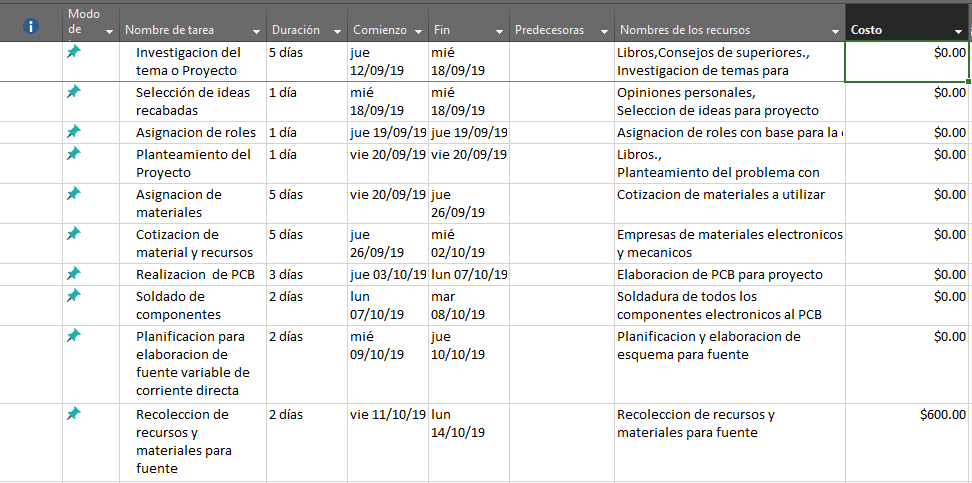 Modo
de
Nombre de tarea Duración Comienzo Fin Predecesoras Nombres de los recursos Costo
Investigacion del
tema o Proyecto
5 días
jue
12/09/19
mié
18/09/19
Libros,Consejos de superiores.,
Investigacion de temas para
$0.00
Selección de ideas
recabadas
1 día
mié
18/09/19
mié
18/09/19
Opiniones personales,
Seleccion de ideas para proyecto
$0.00
Asignacion de roles
1 día
jue 19/09/19
jue 19/09/19
Asignacion de roles con base para la
$0.00
Planteamiento del
Proyecto
1 día
vie 20/09/19
vie 20/09/19
Libros.,
Planteamiento del problema con
$0.00
Asignacion de
materiales
5 días
vie 20/09/19
jue
26/09/19
Cotizacion de materiales a utilizar
$0.00
Cotizacion de
material y recursos
5 días
jue
26/09/19
mié
02/10/19
Empresas de materiales electronicos
y mecanicos
$0.00
Realizacion de PCB
3 días
jue 03/10/19
lun 07/10/19
Elaboracion de PCB para proyecto
$0.00
Soldado de
componentes
2 días
lun
07/10/19
mar
08/10/19
Soldadura de todos los
componentes electronicos al PCB
$0.00
Planificacion para
elaboracion de
fuente variable de
corriente directa
2 días
mié
09/10/19
jue
10/10/19
Planificacion y elaboracion de
esquema para fuente
$0.00
Recoleccion de
recursos y
materiales para
fuente
2 días
vie 11/10/19
lun
14/10/19
Recoleccion de recursos y
materiales para fuente
$600.00